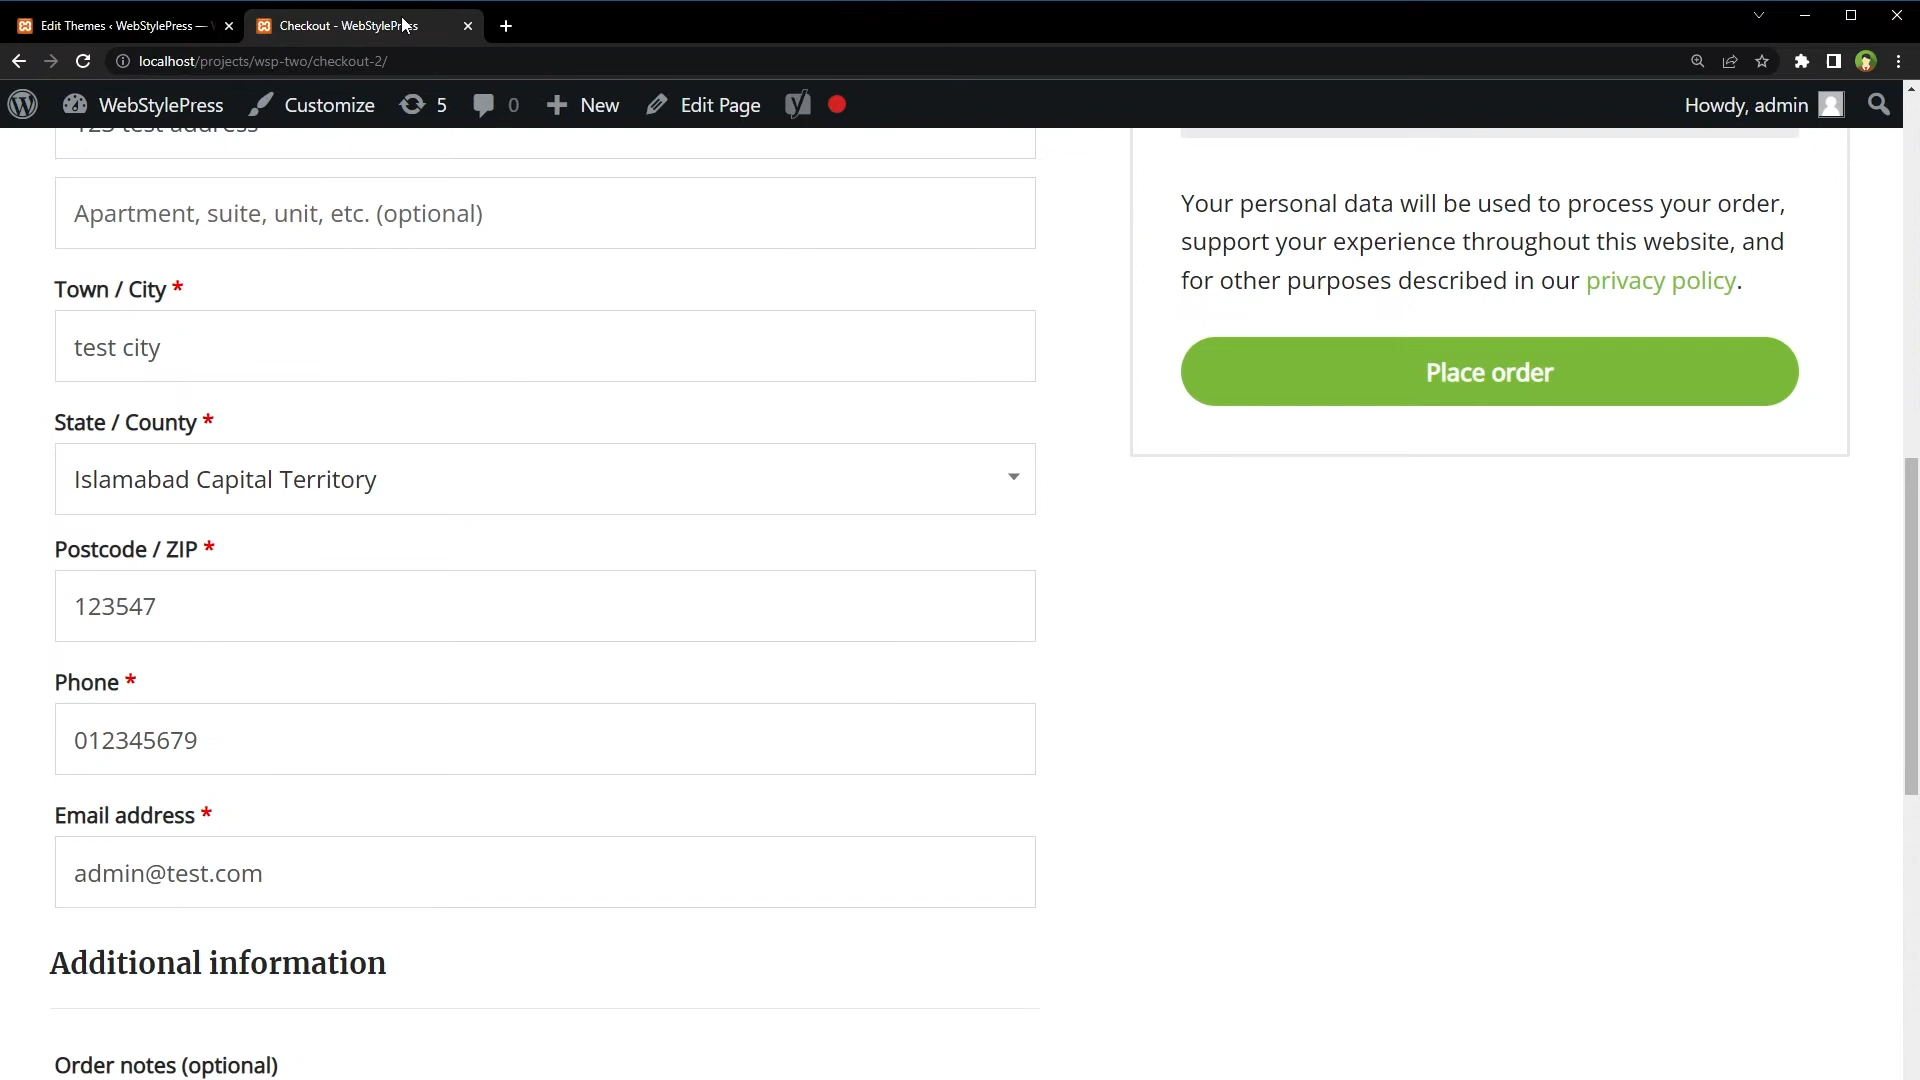 Edit Themes ‹ WebStylePress —
Checkout - WebStylePress
localhost/projects/wsp-two/checkout-2/
WebStylePress
Customize
5
0
New
Edit Page
Howdy, admin
123 test address
Apartment, suite, unit, etc. (optional)
Town / City *
test city
State / County *
Islamabad Capital Territory
Postcode / ZIP *
123547
Phone *
012345679
Email address *
admin@test.com
Additional information
Order notes (optional)
Your personal data will be used to process your order,
support your experience throughout this website, and
for other purposes described in our privacy policy.
Place order